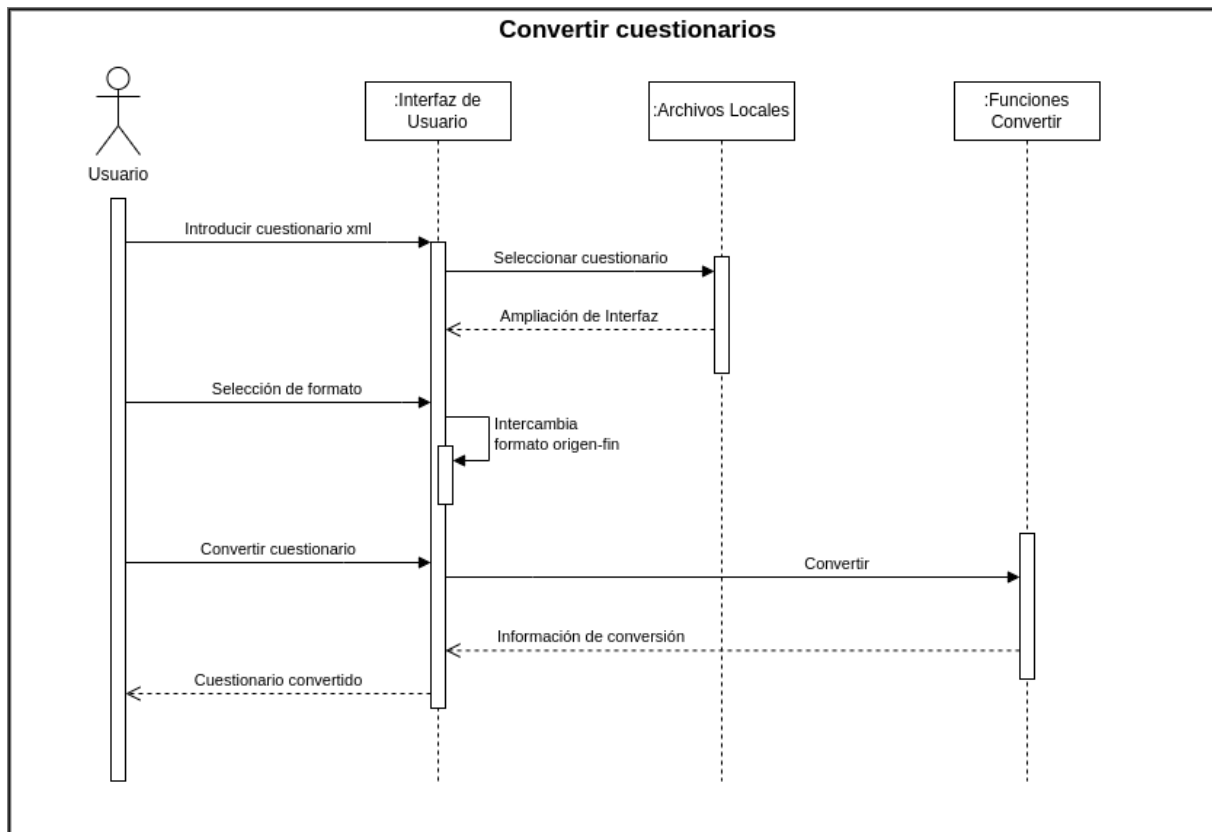 Convertir cuestionarios
:Interfaz de
Usuario
:Archivos Locales
:Funciones
Convertir
Usuario
Introducir cuestionario xml
Seleccionar cuestionario
Ampliación de Interfaz
Selección de formato
Intercambia
formato origen-fin
Convertir cuestionario
Convertir
Información de conversión
Cuestionario convertido